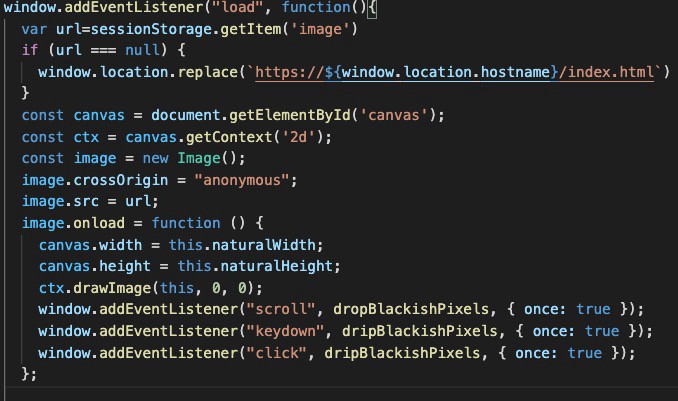 window.addEventListener("load", function(){
var url=sessionStorage.getItem('image')
if (url === null) {
window.location.replace(`https://${window.location.hostname}/index.html`)
}
const canvas = document.getElementById('canvas');
const ctx = canvas.getContext('2d');
const image = new Image();
image.crossOrigin = "anonymous";
image.src = url;
image.onload = function () {
canvas.width = this.naturalWidth;
canvas.height = this.naturalHeight;
ctx.drawImage(this, 0, 0);
window.addEventListener("scroll", dropBlackishPixels, { once: true });
window.addEventListener("keydown", dripBlackishPixels, { once: true });
window.addEventListener("click", dripBlackishPixels, { once: true });
};